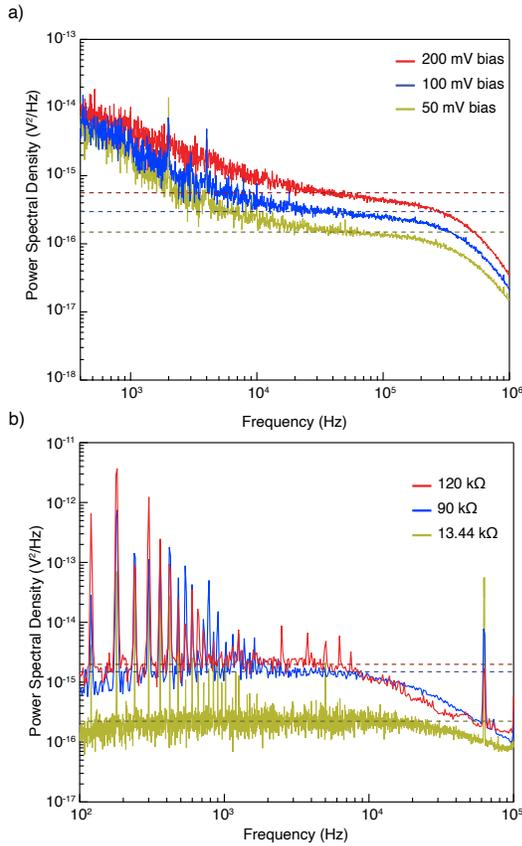 a)
10⁻¹³
10⁻¹⁴
10⁻¹⁵
10⁻¹⁶
10⁻¹⁷
10⁻¹⁸
Power Spectral Density (V²/Hz)
200 mV bias
100 mV bias
50 mV bias
10³ 10⁴ 10⁵ 10⁶
Frequency (Hz)
b)
10⁻¹¹
10⁻¹²
10⁻¹³
10⁻¹⁴
10⁻¹⁵
10⁻¹⁶
10⁻¹⁷
Power Spectral Density (V²/Hz)
120 kΩ
90 kΩ
13.44 kΩ
10² 10³ 10⁴ 10⁵
Frequency (Hz)